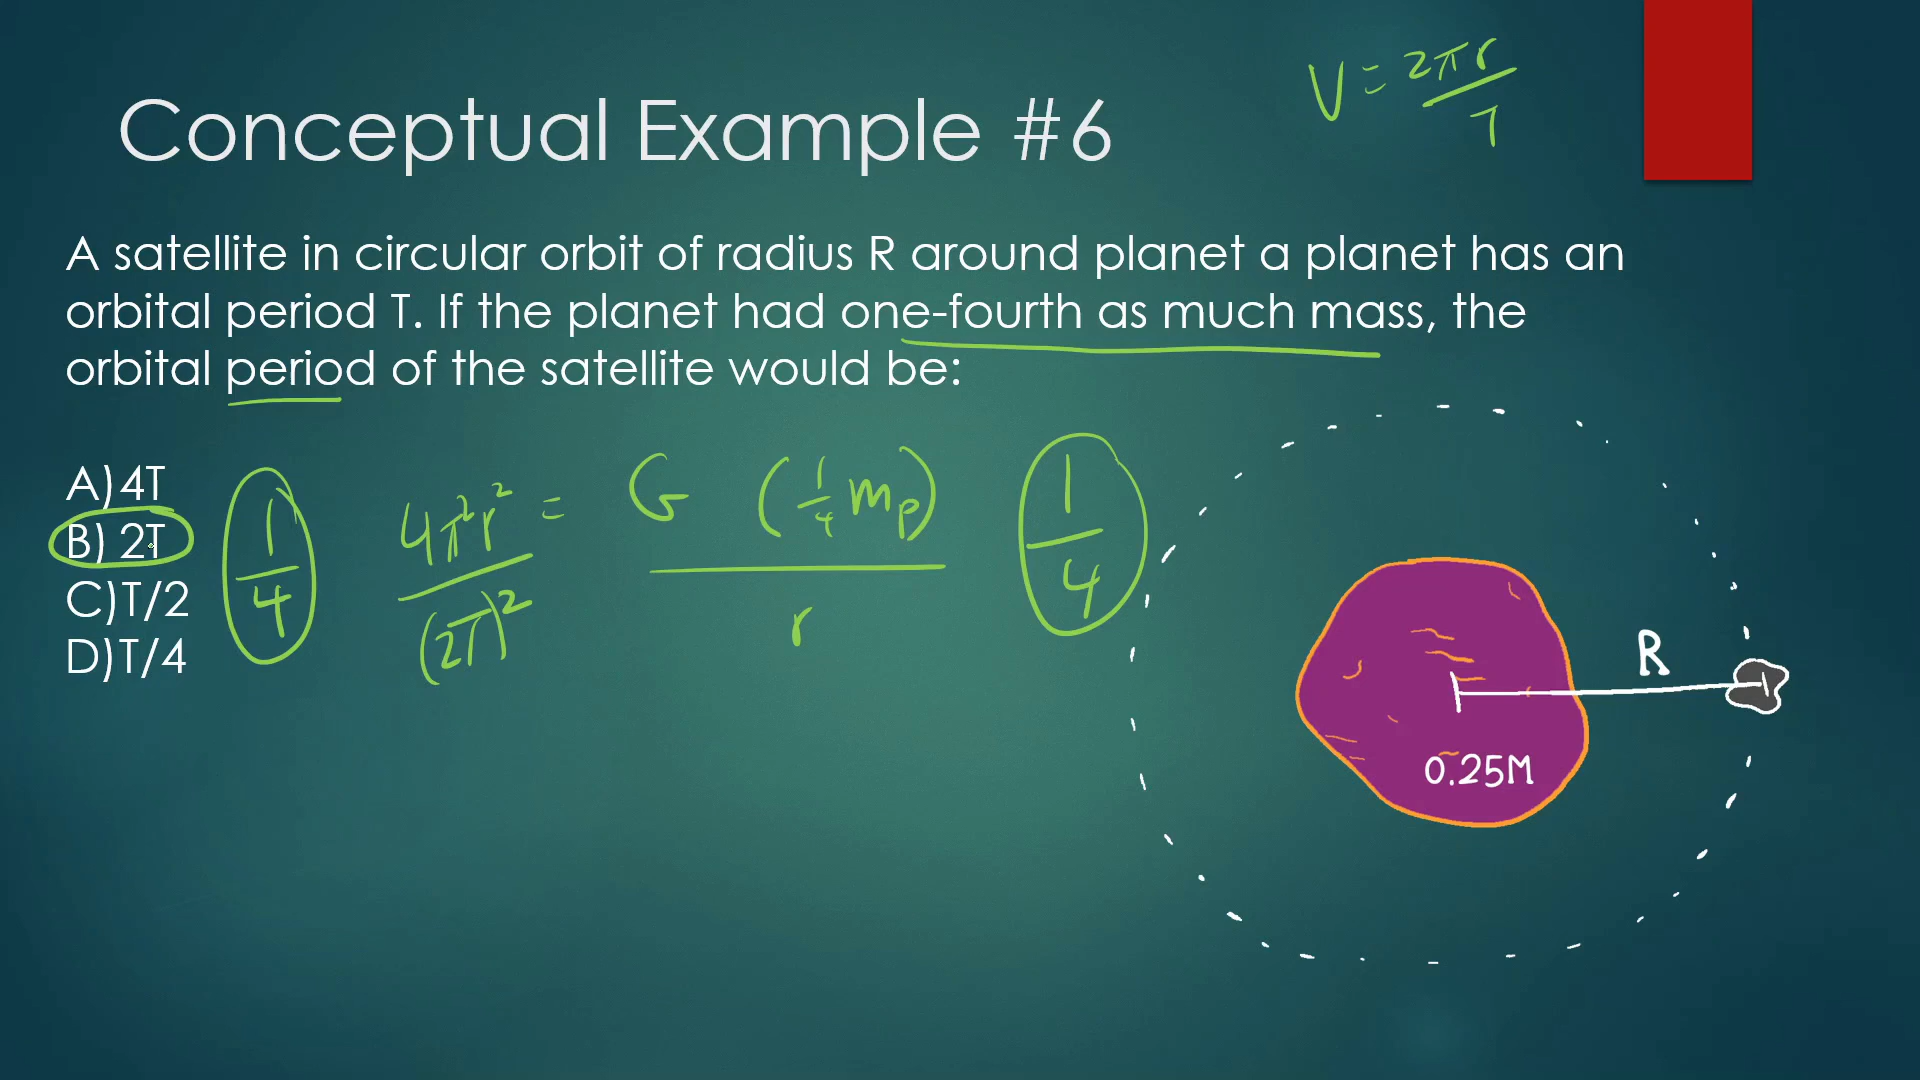 Conceptual Example #6
V = 2πr / T
A satellite in circular orbit of radius R around planet a planet has an
orbital period T. If the planet had one-fourth as much mass, the
orbital period of the satellite would be:
A) 4T
B) 2T
C) T/2
D) T/4
1/4
4π²r² / (2T)² = G (1/4 mₚ) / r
1/4
R
0.25M